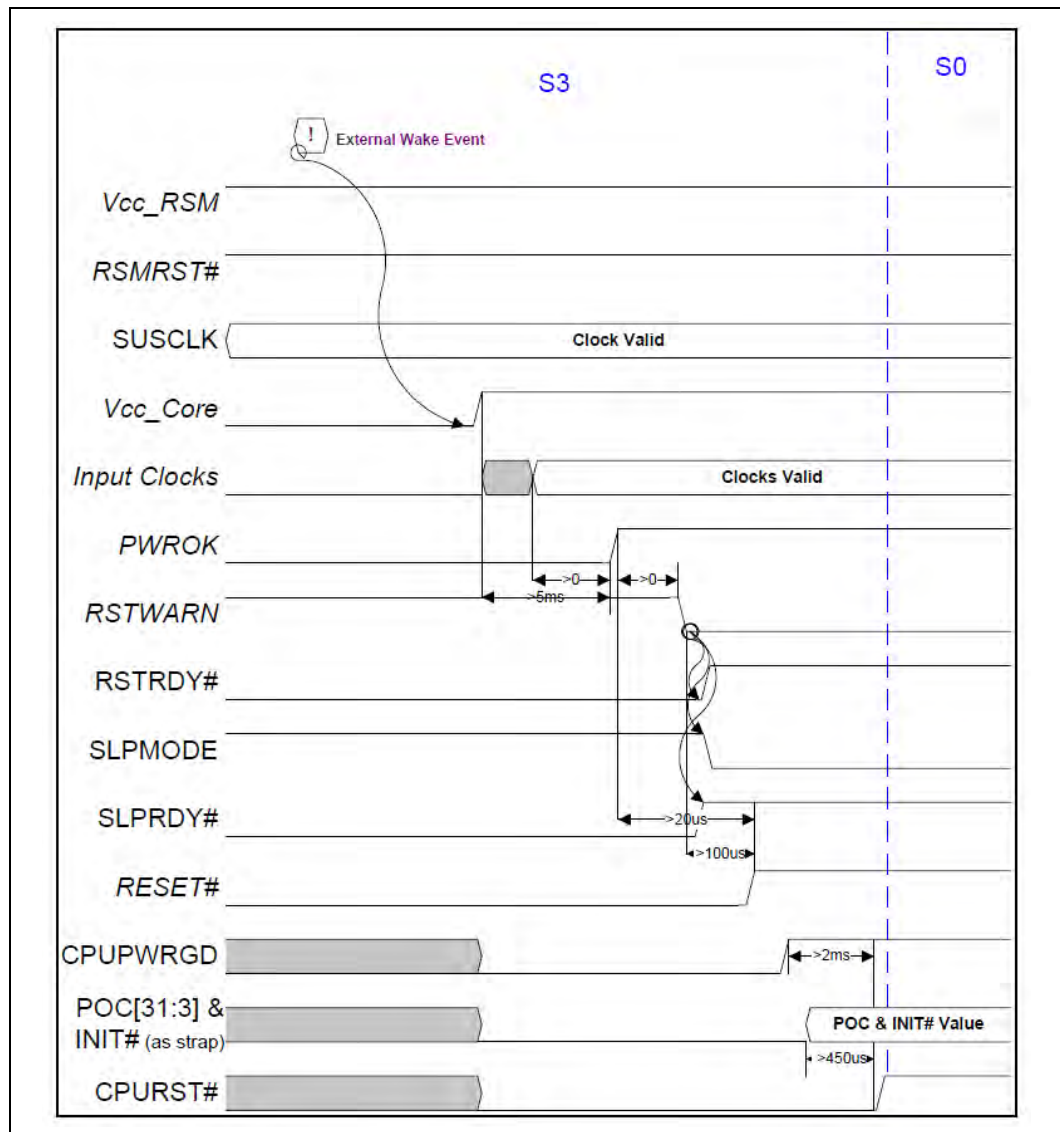 S3
S0
!
External Wake Event
Vcc_RSM
RSMRST#
SUSCLK
Clock Valid
Vcc_Core
Input Clocks
Clocks Valid
PWROK
>0
>0
>5ms
RSTWARN
RSTRDY#
SLPMODE
SLPRDY#
>20us
>100us
RESET#
CPUPWRGD
>2ms
POC[31:3] &
INIT# (as strap)
POC & INIT# Value
>450us
CPURST#